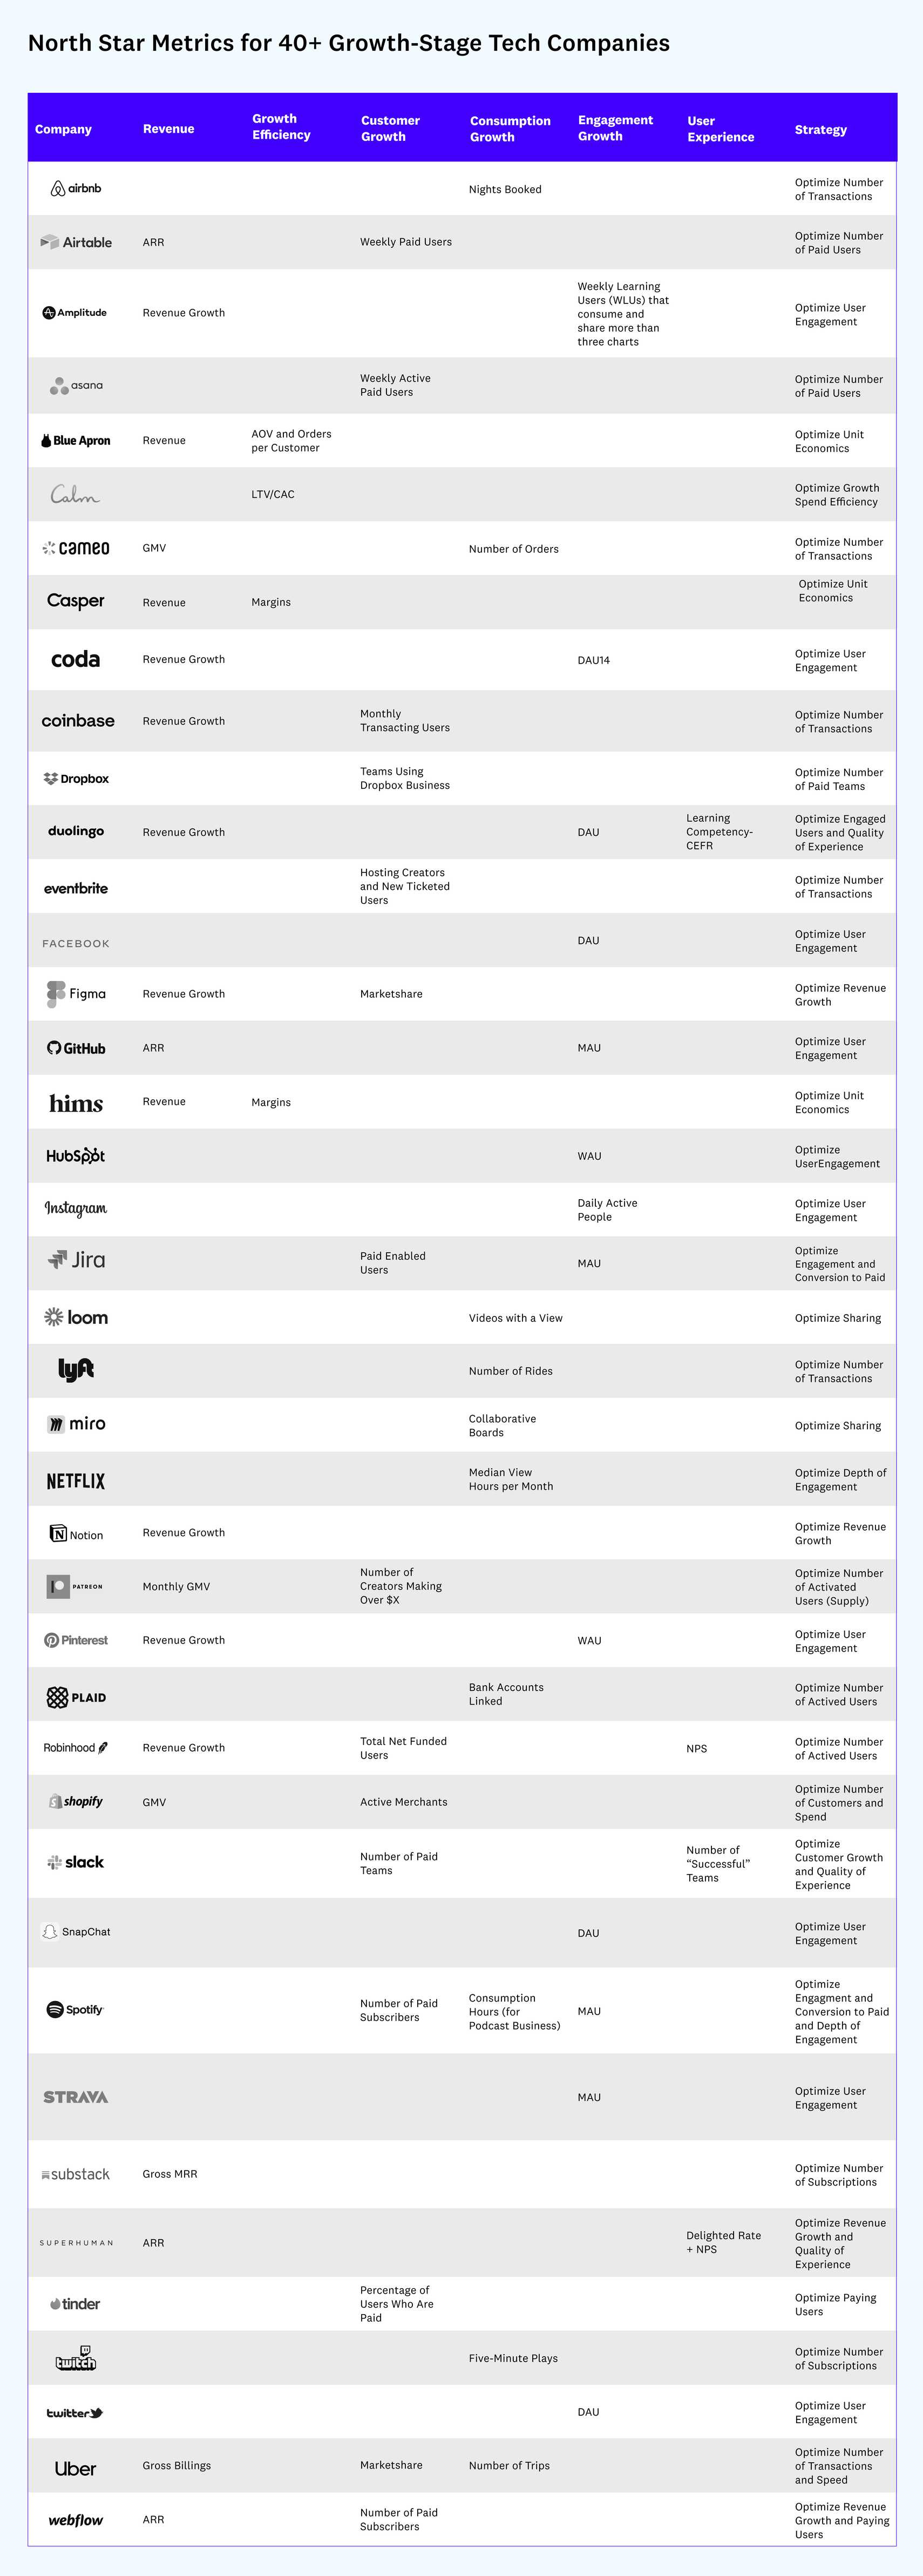 North Star Metrics for 40+ Growth-Stage Tech Companies
Company Revenue Growth Efficiency Customer Growth Consumption Growth Engagement Growth User Experience Strategy
airbnb Nights Booked Optimize Number of Transactions
Airtable ARR Weekly Paid Users Optimize Number of Paid Users
Amplitude Revenue Growth Weekly Learning Users (WLUs) that consume and share more than three charts Optimize User Engagement
asana Weekly Active Paid Users Optimize Number of Paid Users
Blue Apron Revenue AOV and Orders per Customer Optimize Unit Economics
Calm LTV/CAC Optimize Growth Spend Efficiency
cameo GMV Number of Orders Optimize Number of Transactions
Casper Revenue Margins Optimize Unit Economics
coda Revenue Growth DAU14 Optimize User Engagement
coinbase Revenue Growth Monthly Transacting Users Optimize Number of Transactions
Dropbox Teams Using Dropbox Business Optimize Number of Paid Teams
duolingo Revenue Growth DAU Learning Competency-CEFR Optimize Engaged Users and Quality of Experience
eventbrite Hosting Creators and New Ticketed Users Optimize Number of Transactions
FACEBOOK DAU Optimize User Engagement
Figma Revenue Growth Marketshare Optimize Revenue Growth
GitHub ARR MAU Optimize User Engagement
hims Revenue Margins Optimize Unit Economics
HubSpot WAU Optimize UserEngagement
Instagram Daily Active People Optimize User Engagement
Jira Paid Enabled Users MAU Optimize Engagement and Conversion to Paid
loom Videos with a View Optimize Sharing
lyft Number of Rides Optimize Number of Transactions
miro Collaborative Boards Optimize Sharing
NETFLIX Median View Hours per Month Optimize Depth of Engagement
Notion Revenue Growth Optimize Revenue Growth
PATREON Monthly GMV Number of Creators Making Over $X Optimize Number of Activated Users (Supply)
Pinterest Revenue Growth WAU Optimize User Engagement
PLAID Bank Accounts Linked Optimize Number of Actived Users
Robinhood Revenue Growth Total Net Funded Users NPS Optimize Number of Actived Users
shopify GMV Active Merchants Optimize Number of Customers and Spend
slack Number of Paid Teams Number of “Successful” Teams Optimize Customer Growth and Quality of Experience
SnapChat DAU Optimize User Engagement
Spotify Number of Paid Subscribers Consumption Hours (for Podcast Business) MAU Optimize Engagment and Conversion to Paid and Depth of Engagement
STRAVA MAU Optimize User Engagement
substack Gross MRR Optimize Number of Subscriptions
SUPERHUMAN ARR Delighted Rate + NPS Optimize Revenue Growth and Quality of Experience
tinder Percentage of Users Who Are Paid Optimize Paying Users
twitch Five-Minute Plays Optimize Number of Subscriptions
twitter DAU Optimize User Engagement
Uber Gross Billings Marketshare Number of Trips Optimize Number of Transactions and Speed
webflow ARR Number of Paid Subscribers Optimize Revenue Growth and Paying Users